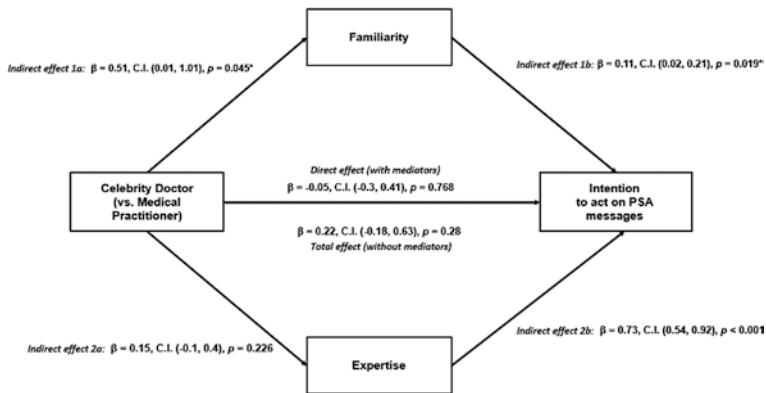 Familiarity
Indirect effect 1a: β = 0.51, C.I. (0.01, 1.01), p = 0.045*
Indirect effect 1b: β = 0.11, C.I. (0.02, 0.21), p = 0.019*
Direct effect (with mediators)
β = -0.05, C.I. (-0.3, 0.41), p = 0.768
Celebrity Doctor
(vs. Medical
Practitioner)
Intention
to act on PSA
messages
β = 0.22, C.I. (-0.18, 0.63), p = 0.28
Total effect (without mediators)
Indirect effect 2a: β = 0.15, C.I. (-0.1, 0.4), p = 0.226
Indirect effect 2b: β = 0.73, C.I. (0.54, 0.92), p < 0.001
Expertise